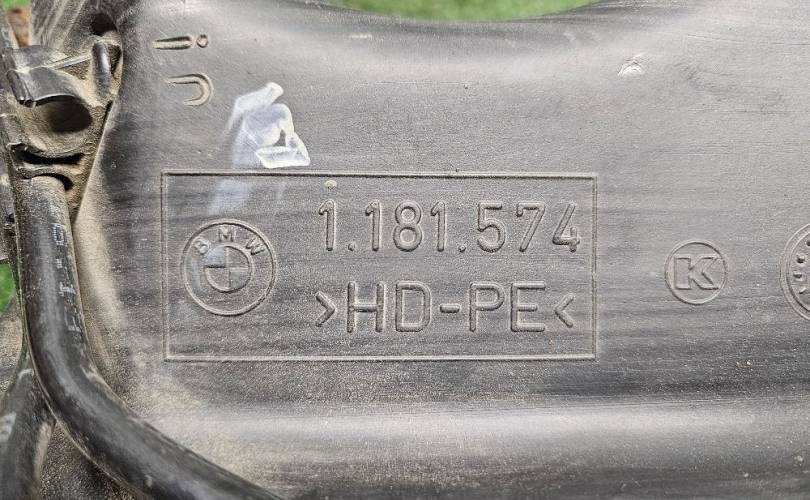 BMW
1.181.574
>HD-PE<
K